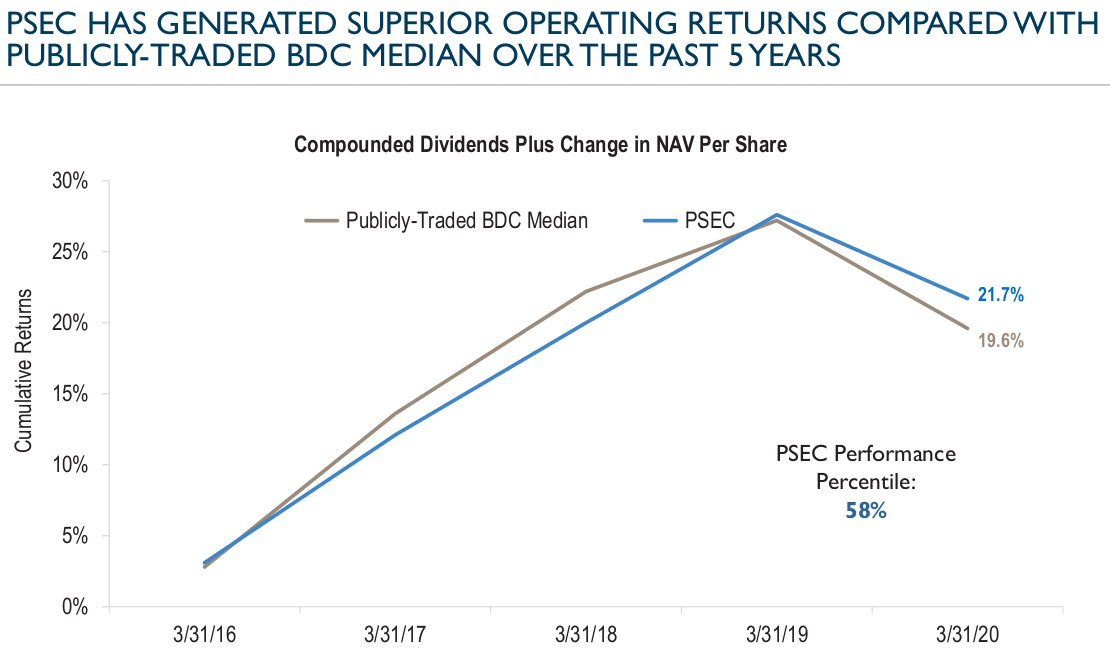 PSEC HAS GENERATED SUPERIOR OPERATING RETURNS COMPARED WITH
PUBLICLY-TRADED BDC MEDIAN OVER THE PAST 5 YEARS
Compounded Dividends Plus Change in NAV Per Share
Publicly-Traded BDC Median
PSEC
Cumulative Returns
30%
25%
20%
15%
10%
5%
0%
21.7%
19.6%
PSEC Performance
Percentile:
58%
3/31/16
3/31/17
3/31/18
3/31/19
3/31/20